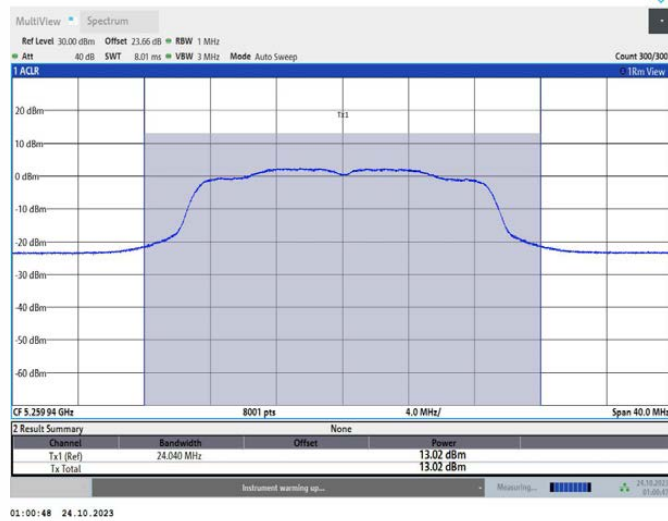 MultiView Spectrum
Ref Level 30.00 dBm Offset 23.66 dB RBW 1 MHz
Att 40 dB SWT 8.01 ms VBW 3 MHz Mode Auto Sweep Count 300/300
1 ACLR 1Rm View
Tx1
20 dBm
10 dBm
0 dBm
-10 dBm
-20 dBm
-30 dBm
-40 dBm
-50 dBm
-60 dBm
CF 5.259 94 GHz 8001 pts 4.0 MHz/ Span 40.0 MHz
2 Result Summary None
Channel Bandwidth Offset Power
Tx1 (Ref) 24.040 MHz 13.02 dBm
Tx Total 13.02 dBm
Instrument warming up... Measuring... 24.10.2023
01:00:48 24.10.2023